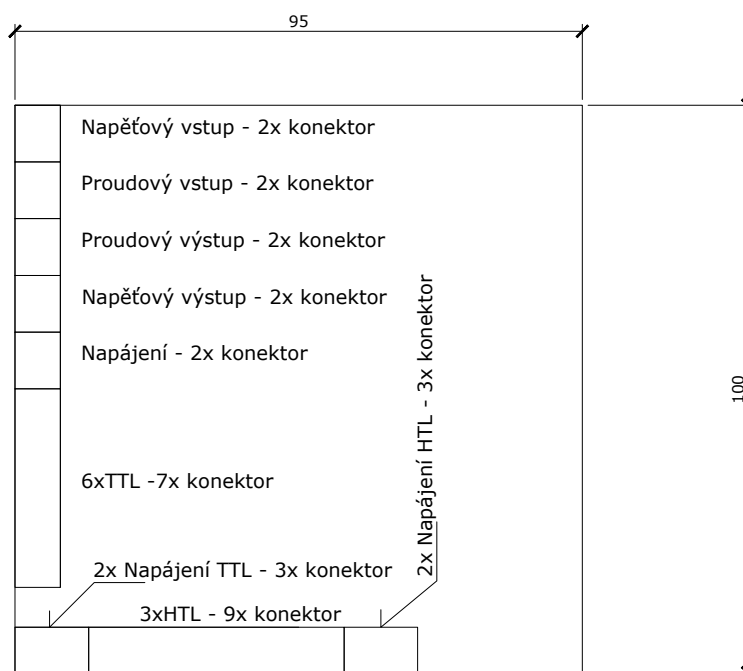 95
Napěťový vstup - 2x konektor
Proudový vstup - 2x konektor
Proudový výstup - 2x konektor
Napěťový výstup - 2x konektor
Napájení - 2x konektor
2x Napájení HTL - 3x konektor
100
6xTTL -7x konektor
2x Napájení TTL - 3x konektor
3xHTL - 9x konektor